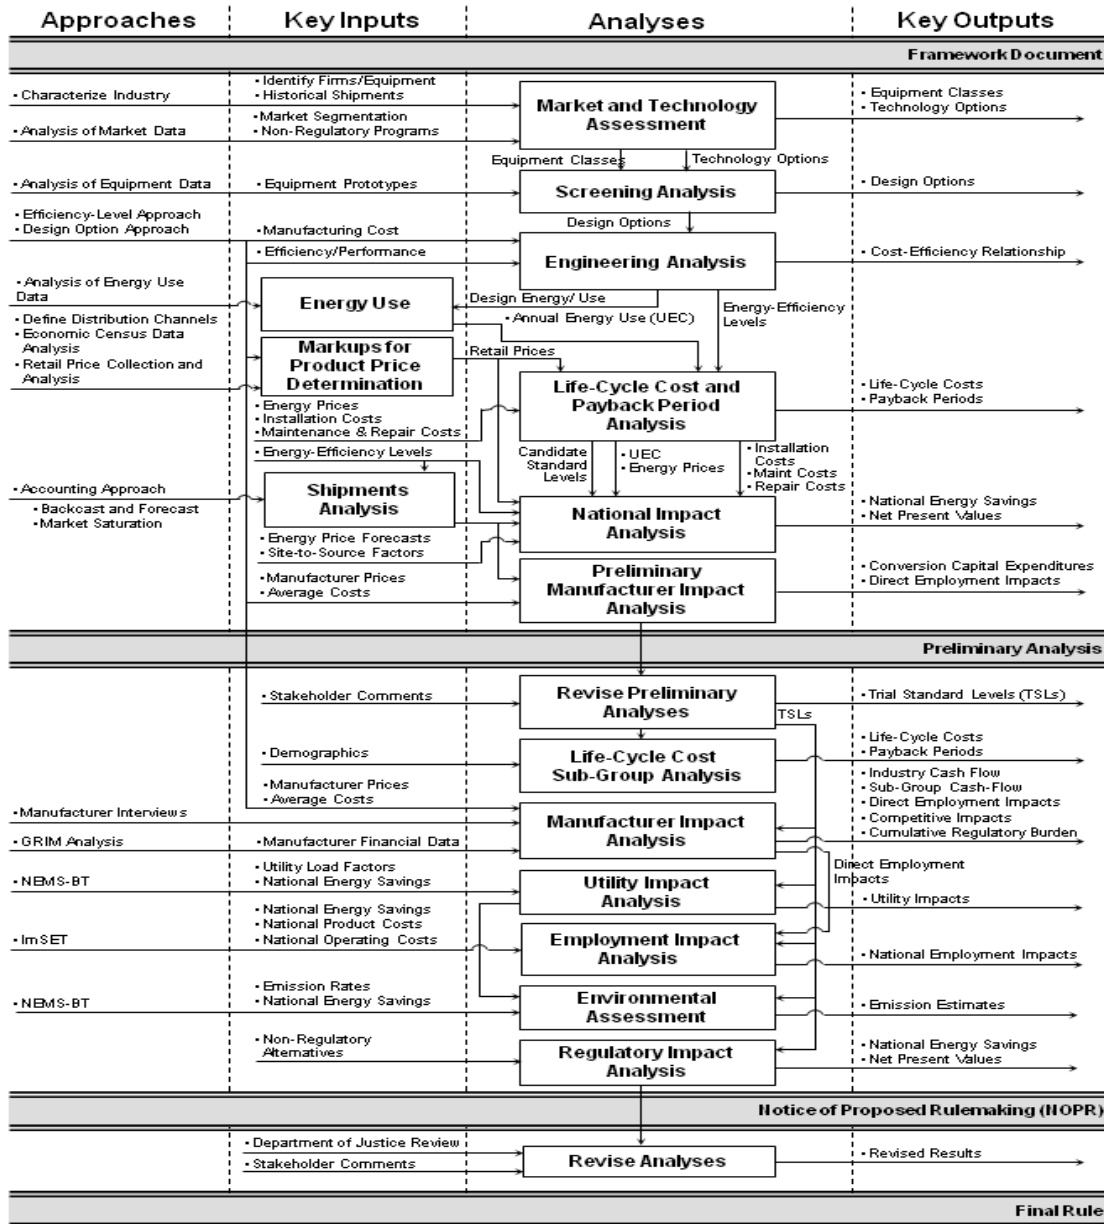 Approaches
Key Inputs
Analyses
Key Outputs
Framework Document
• Characterize Industry
• Identify Firms/Equipment
• Historical Shipments
Market and Technology
Assessment
• Equipment Classes
• Technology Options
• Analysis of Market Data
• Market Segmentation
• Non-Regulatory Programs
Equipment Classes
Technology Options
• Analysis of Equipment Data
• Equipment Prototypes
Screening Analysis
• Design Options
Design Options
• Efficiency-Level Approach
• Design Option Approach
• Manufacturing Cost
• Efficiency/Performance
Engineering Analysis
• Cost-Efficiency Relationship
• Analysis of Energy Use
Data
Energy Use
Design Energy/ Use
• Annual Energy Use (UEC)
Energy-Efficiency
Levels
• Define Distribution Channels
• Economic Census Data
Analysis
• Retail Price Collection and
Analysis
Markups for
Product Price
Determination
Retail Prices
Life-Cycle Cost and
Payback Period
Analysis
• Life-Cycle Costs
• Payback Periods
• Energy Prices
• Installation Costs
• Maintenance & Repair Costs
• Energy-Efficiency Levels
Candidate
Standard
Levels
• UEC
• Energy Prices
• Installation
Costs
• Maint Costs
• Repair Costs
• Accounting Approach
• Backcast and Forecast
• Market Saturation
Shipments
Analysis
National Impact
Analysis
• National Energy Savings
• Net Present Values
• Energy Price Forecasts
• Site-to-Source Factors
• Manufacturer Prices
• Average Costs
Preliminary
Manufacturer Impact
Analysis
• Conversion Capital Expenditures
• Direct Employment Impacts
Preliminary Analysis
• Stakeholder Comments
Revise Preliminary
Analyses
• Trial Standard Levels (TSLs)
TSLs
• Demographics
Life-Cycle Cost
Sub-Group Analysis
• Life-Cycle Costs
• Payback Periods
• Manufacturer Prices
• Average Costs
• Industry Cash Flow
• Sub-Group Cash-Flow
• Direct Employment Impacts
• Competitive Impacts
• Cumulative Regulatory Burden
• Manufacturer Interviews
Manufacturer Impact
Analysis
• GRIM Analysis
• Manufacturer Financial Data
Direct Employment
Impacts
• NEMS-BT
• Utility Load Factors
• National Energy Savings
Utility Impact
Analysis
• Utility Impacts
• ImSET
• National Energy Savings
• National Product Costs
• National Operating Costs
Employment Impact
Analysis
• National Employment Impacts
• NEMS-BT
• Emission Rates
• National Energy Savings
Environmental
Assessment
• Emission Estimates
• Non-Regulatory
Alternatives
Regulatory Impact
Analysis
• National Energy Savings
• Net Present Values
Notice of Proposed Rulemaking (NOPR)
• Department of Justice Review
• Stakeholder Comments
Revise Analyses
• Revised Results
Final Rule